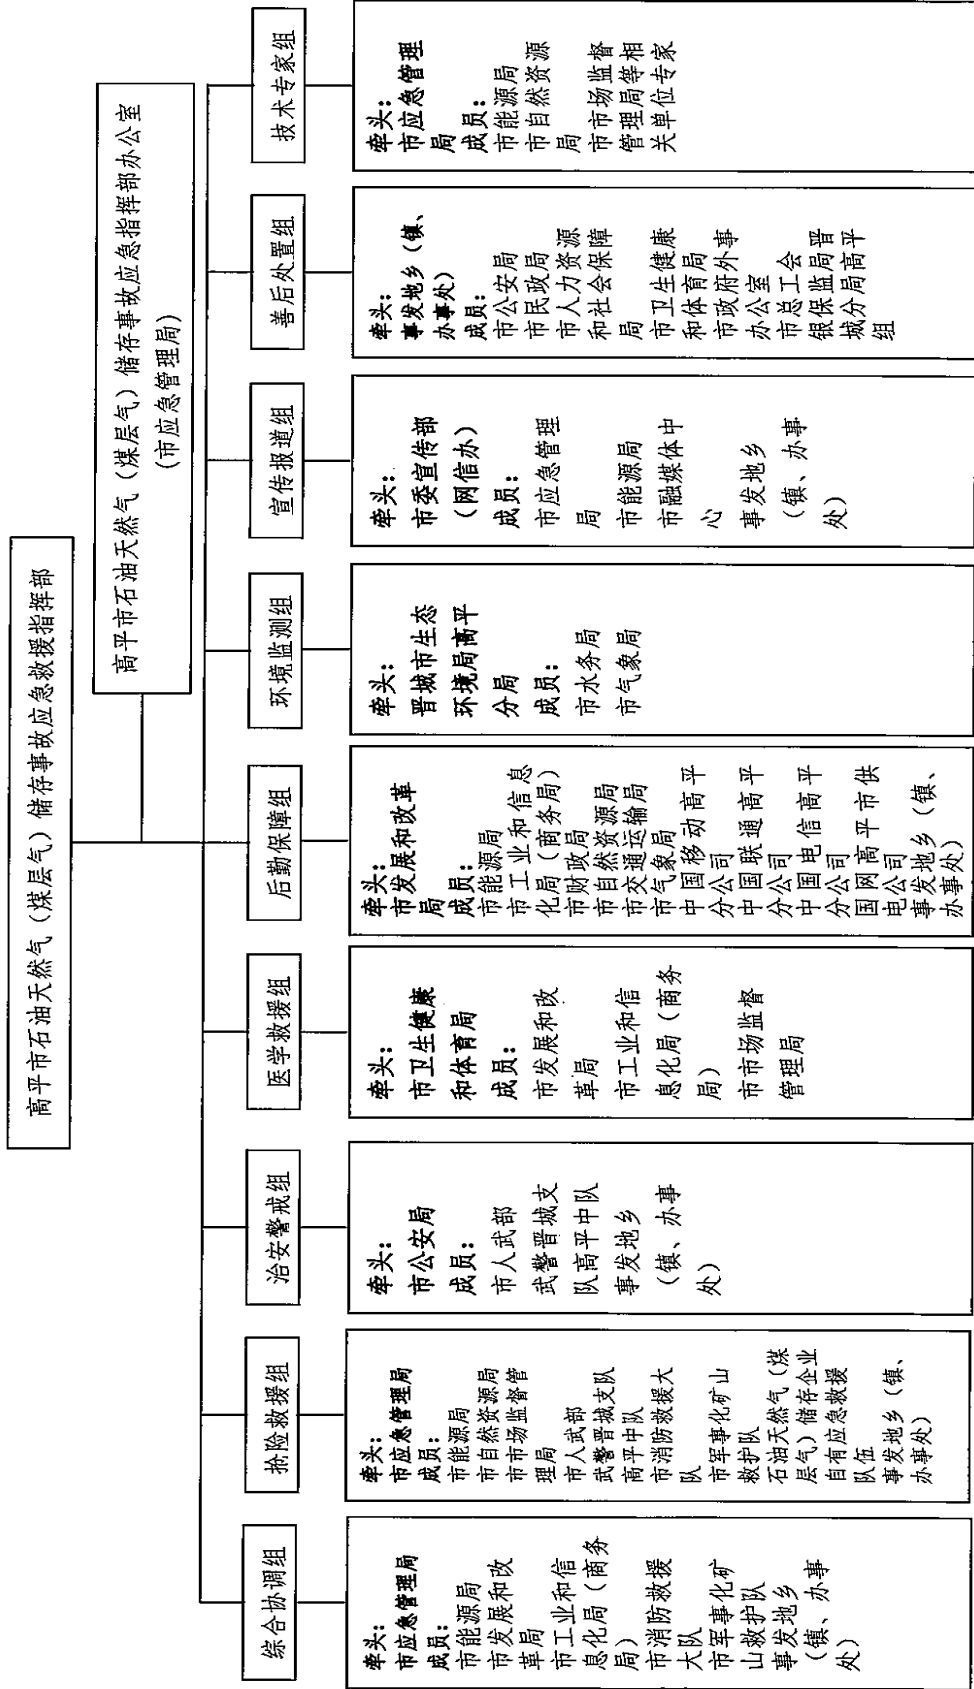 高平市石油天然气（煤层气）储存事故应急救援指挥部
高平市石油天然气（煤层气）储存事故应急指挥部办公室
（市应急管理局）
综合协调组
抢险救援组
治安警戒组
医学救援组
后勤保障组
环境监测组
宣传报道组
善后处置组
技术专家组
牵头：
市应急管理局
成员：
市能源局
市发展和改
革局
市工业和信
息化局（商务
局）
市消防救援
大队
市军事化矿
山救护队
事发地乡
（镇、办事
处）
牵头：
市应急管理局
成员：
市能源局
市自然资源局
市市场监督管
理局
市人武部
武警晋城支队
高平中队
市消防救援大
队
市军事化矿山
救护队
石油天然气（煤
层气）储存企业
自有应急救援
队伍
事发地乡（镇、
办事处）
牵头：
市公安局
成员：
市人武部
武警晋城支
队高平中队
事发地乡
（镇、办事
处）
牵头：
市卫生健康
和体育局
成员：
市发展和改
革局
市工业和信
息化局（商务
局）
市市场监督
管理局
牵头：
市发展和改革
局
成员：
市能源局
市工业和信息
化局（商务局）
市财政局
市自然资源局
市交通运输局
市气象局
中国移动高平
分公司
中国联通高平
分公司
中国电信高平
分公司
国网高平市供
电公司
事发地乡（镇、
办事处）
牵头：
晋城市生态
环境局高平
分局
成员：
市水务局
市气象局
牵头：
市委宣传部
（网信办）
成员：
市应急管理
局
市能源局
市融媒体中
心
事发地乡
（镇、办事
处）
牵头：
事发地乡（镇、
办事处）
成员：
市公安局
市民政局
市人力资源
和社会保障
局
市卫生健康
和体育局
市政府外事
办公室
市总工会
银保监局晋
城分局高平
组
牵头：
市应急管理
局
成员：
市能源局
市自然资源
局
市市场监督
管理局等相
关单位专家